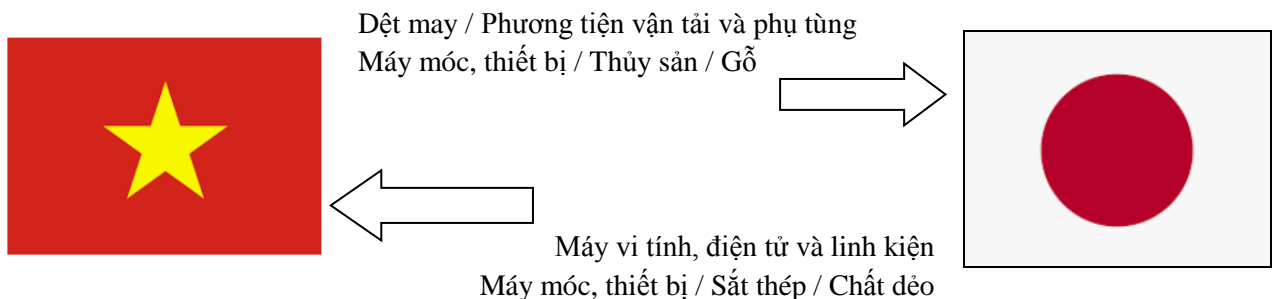 Dệt may / Phương tiện vận tải và phụ tùng
Máy móc, thiết bị / Thủy sản / Gỗ
Máy vi tính, điện tử và linh kiện
Máy móc, thiết bị / Sắt thép / Chất dẻo